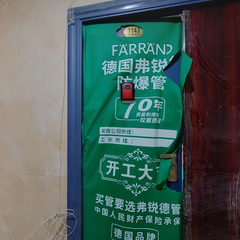 1143
FARRAND
德国弗锐
防爆管
70年
装饰公司热线:
工长热线:
开工大
买管要选弗锐德管
中国人民财产保险承保
德国品牌